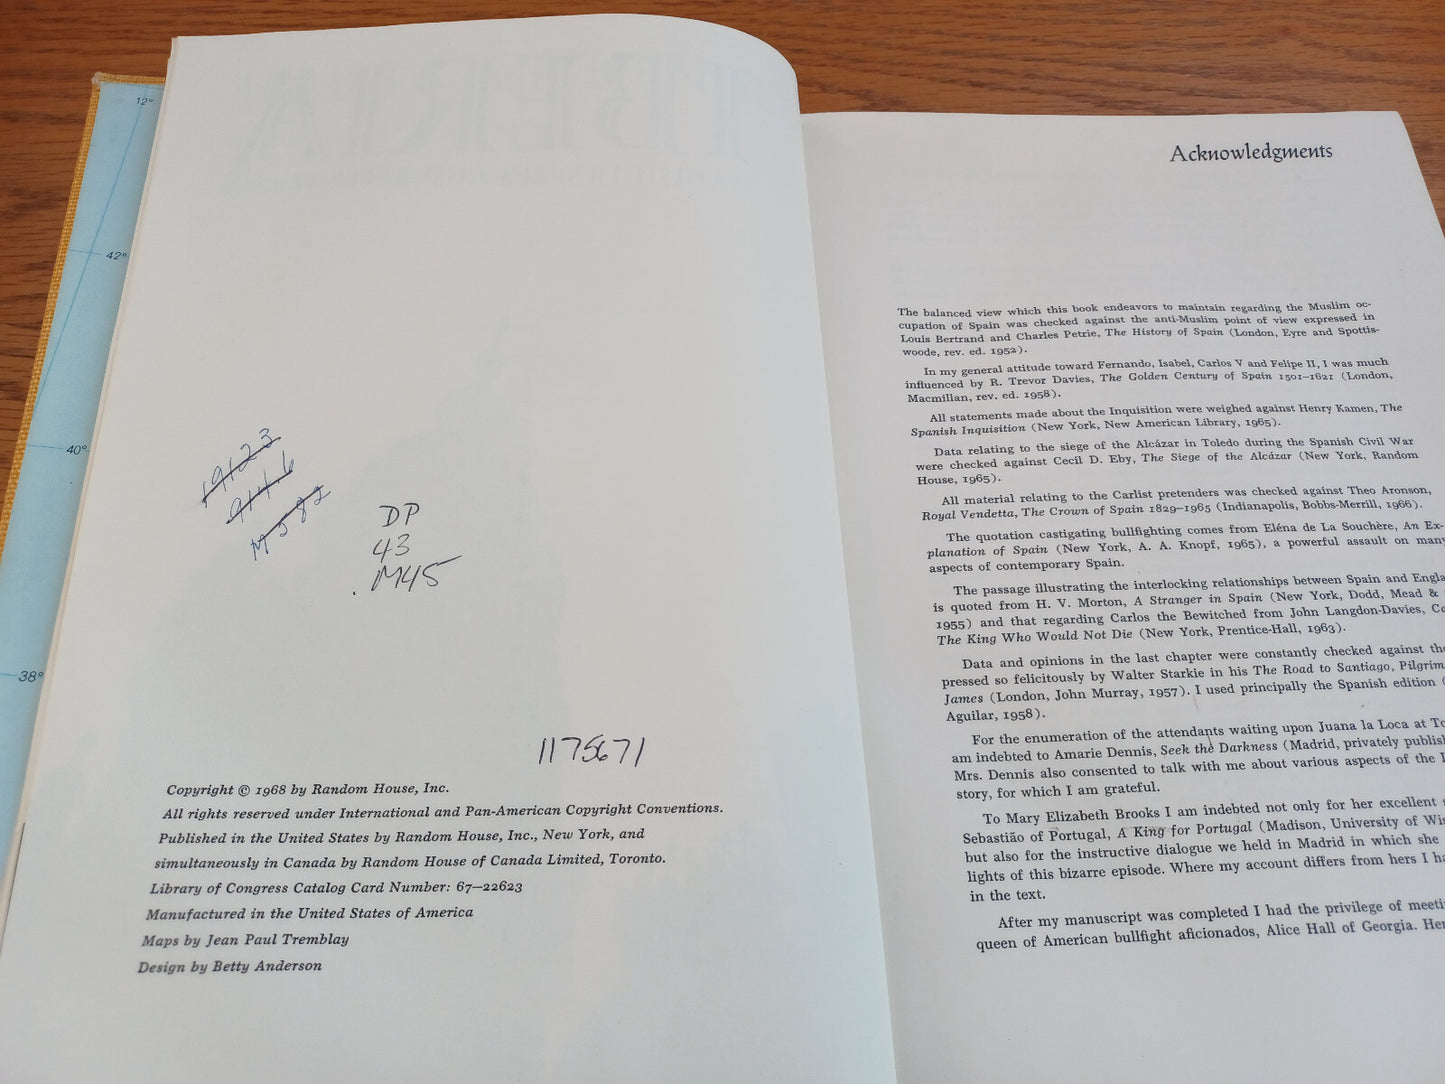 12°
42°
40°
38°
IBERIA
19123
9146
M582
DP
43
.M45
1175671
Copyright © 1968 by Random House, Inc.
All rights reserved under International and Pan-American Copyright Conventions.
Published in the United States by Random House, Inc., New York, and
simultaneously in Canada by Random House of Canada Limited, Toronto.
Library of Congress Catalog Card Number: 67–22623
Manufactured in the United States of America
Maps by Jean Paul Tremblay
Design by Betty Anderson
Acknowledgments
The balanced view which this book endeavors to maintain regarding the Muslim oc-
cupation of Spain was checked against the anti-Muslim point of view expressed in
Louis Bertrand and Charles Petrie, The History of Spain (London, Eyre and Spottis-
woode, rev. ed. 1952).
In my general attitude toward Fernando, Isabel, Carlos V and Felipe II, I was much
influenced by R. Trevor Davies, The Golden Century of Spain 1501–1621 (London,
Macmillan, rev. ed. 1958).
All statements made about the Inquisition were weighed against Henry Kamen, The
Spanish Inquisition (New York, New American Library, 1965).
Data relating to the siege of the Alcázar in Toledo during the Spanish Civil War
were checked against Cecil D. Eby, The Siege of the Alcázar (New York, Random
House, 1965).
All material relating to the Carlist pretenders was checked against Theo Aronson,
Royal Vendetta, The Crown of Spain 1829–1965 (Indianapolis, Bobbs-Merrill, 1966).
The quotation castigating bullfighting comes from Eléna de La Souchère, An Ex-
planation of Spain (New York, A. A. Knopf, 1965), a powerful assault on many
aspects of contemporary Spain.
The passage illustrating the interlocking relationships between Spain and Engla
is quoted from H. V. Morton, A Stranger in Spain (New York, Dodd, Mead &
1955) and that regarding Carlos the Bewitched from John Langdon-Davies, Ca
The King Who Would Not Die (New York, Prentice-Hall, 1963).
Data and opinions in the last chapter were constantly checked against the
pressed so felicitously by Walter Starkie in his The Road to Santiago, Pilgrim
James (London, John Murray, 1957). I used principally the Spanish edition (
Aguilar, 1958).
For the enumeration of the attendants waiting upon Juana la Loca at To
am indebted to Amarie Dennis, Seek the Darkness (Madrid, privately publish
Mrs. Dennis also consented to talk with me about various aspects of the
story, for which I am grateful.
To Mary Elizabeth Brooks I am indebted not only for her excellent
Sebastião of Portugal, A King for Portugal (Madison, University of Wis
but also for the instructive dialogue we held in Madrid in which she
lights of this bizarre episode. Where my account differs from hers I ha
in the text.
After my manuscript was completed I had the privilege of meeti
queen of American bullfight aficionados, Alice Hall of Georgia. Her